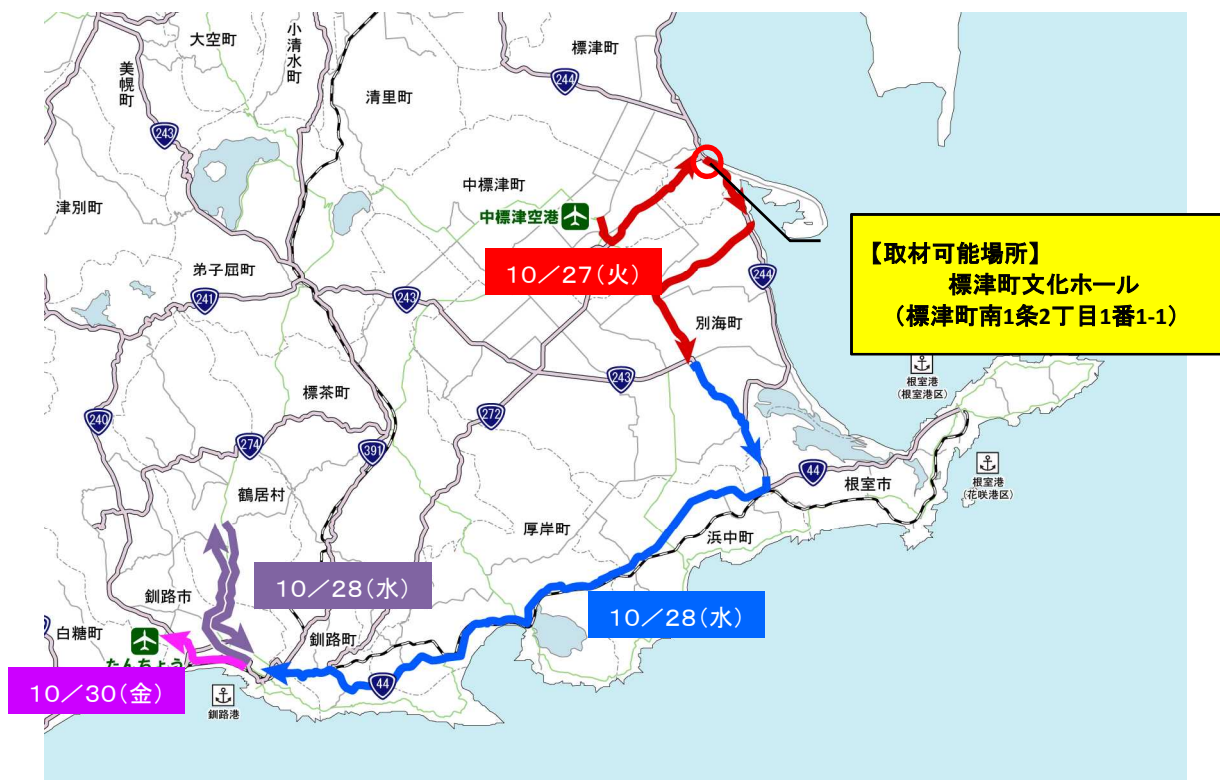 大空町
小清水町
標津町
美幌町
244
清里町
243
中標津町
津別町
中標津空港
【取材可能場所】
標津町文化ホール
（標津町南1条2丁目1番1-1）
10／27（火）
弟子屈町
244
241
243
別海町
243
根室港
（根室港区）
標茶町
240
272
274
391
44
根室市
根室港
（花咲港区）
鶴居村
厚岸町
浜中町
10／28（水）
釧路市
10／28（水）
白糠町
釧路町
たんちょう
44
10／30（金）
釧路港